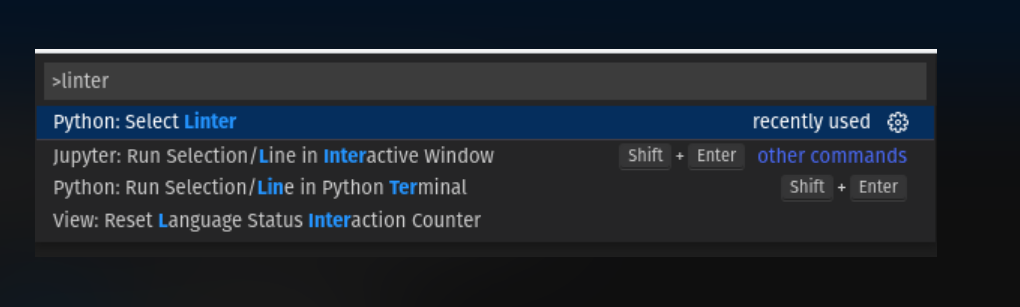 >linter
Python: Select Linter recently used
Jupyter: Run Selection/Line in Interactive Window Shift + Enter other commands
Python: Run Selection/Line in Python Terminal Shift + Enter
View: Reset Language Status Interaction Counter